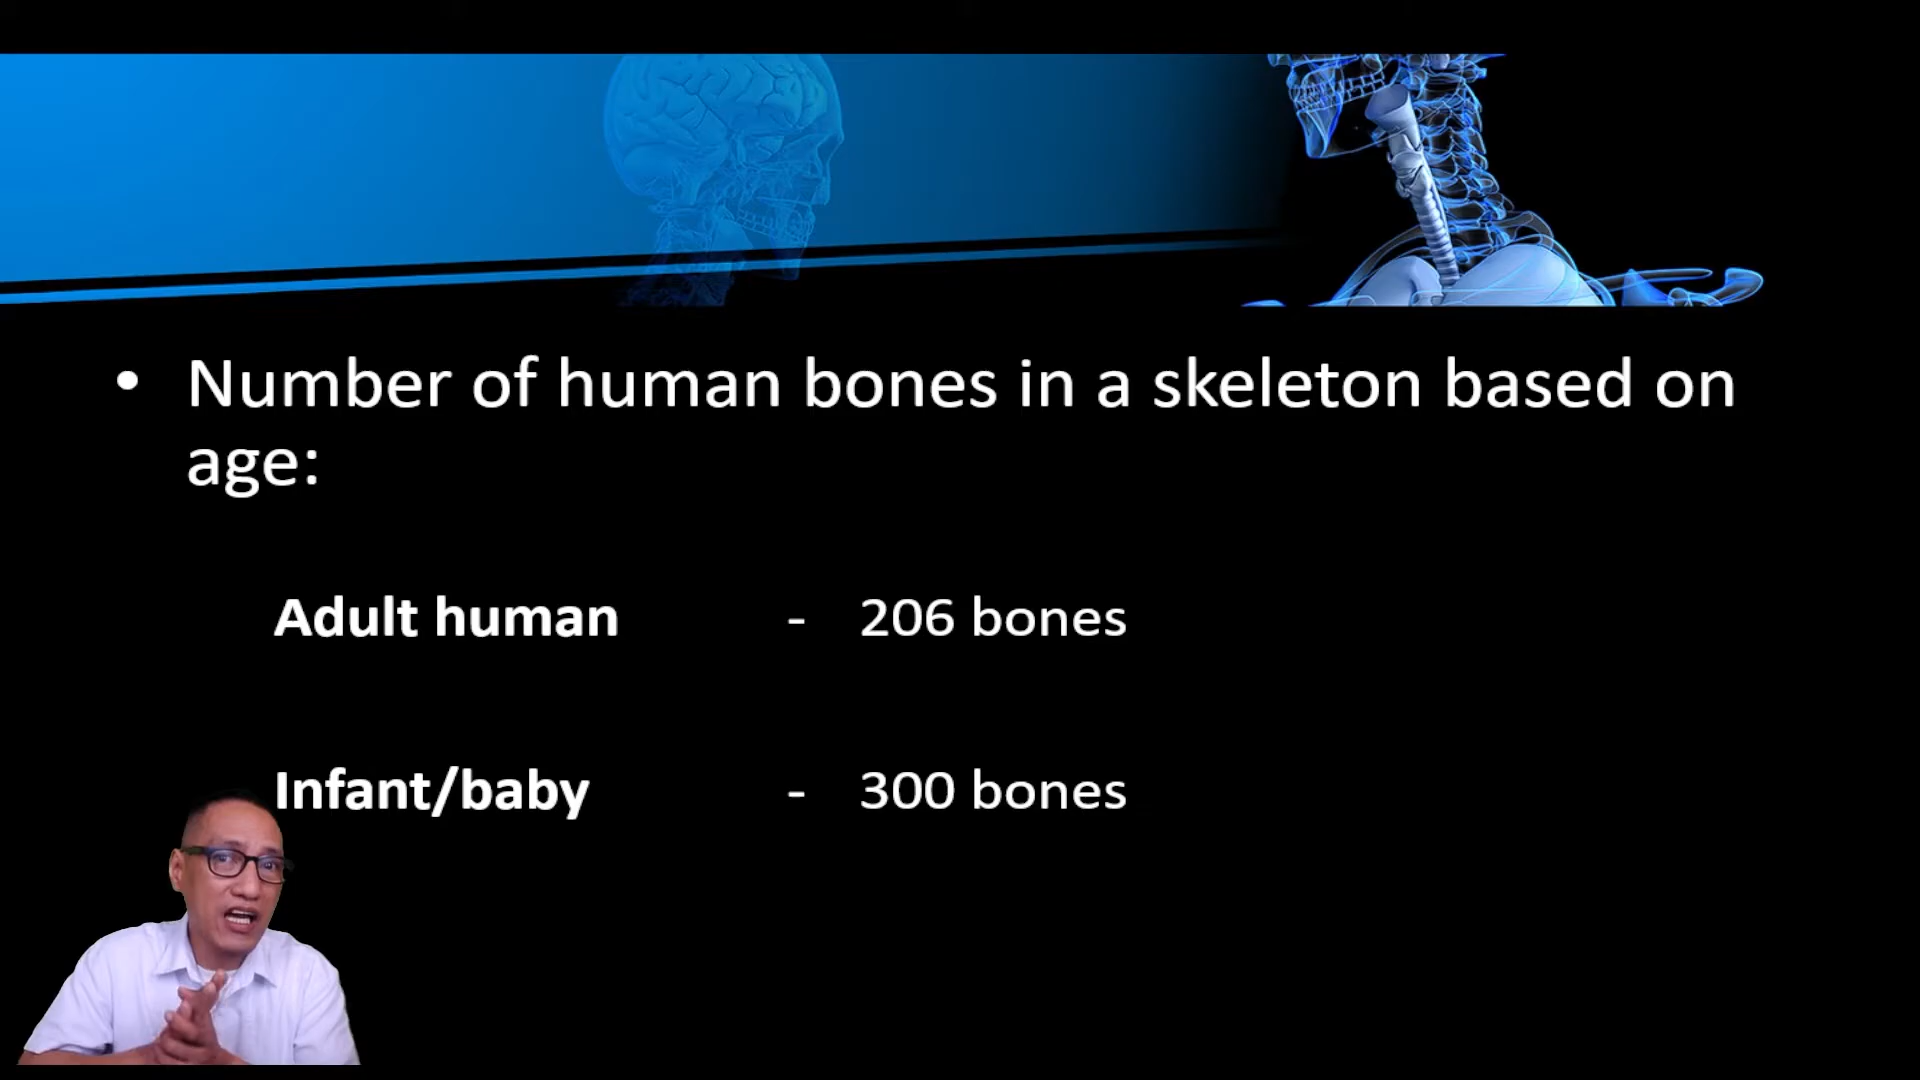 • Number of human bones in a skeleton based on
age:
Adult human - 206 bones
Infant/baby - 300 bones